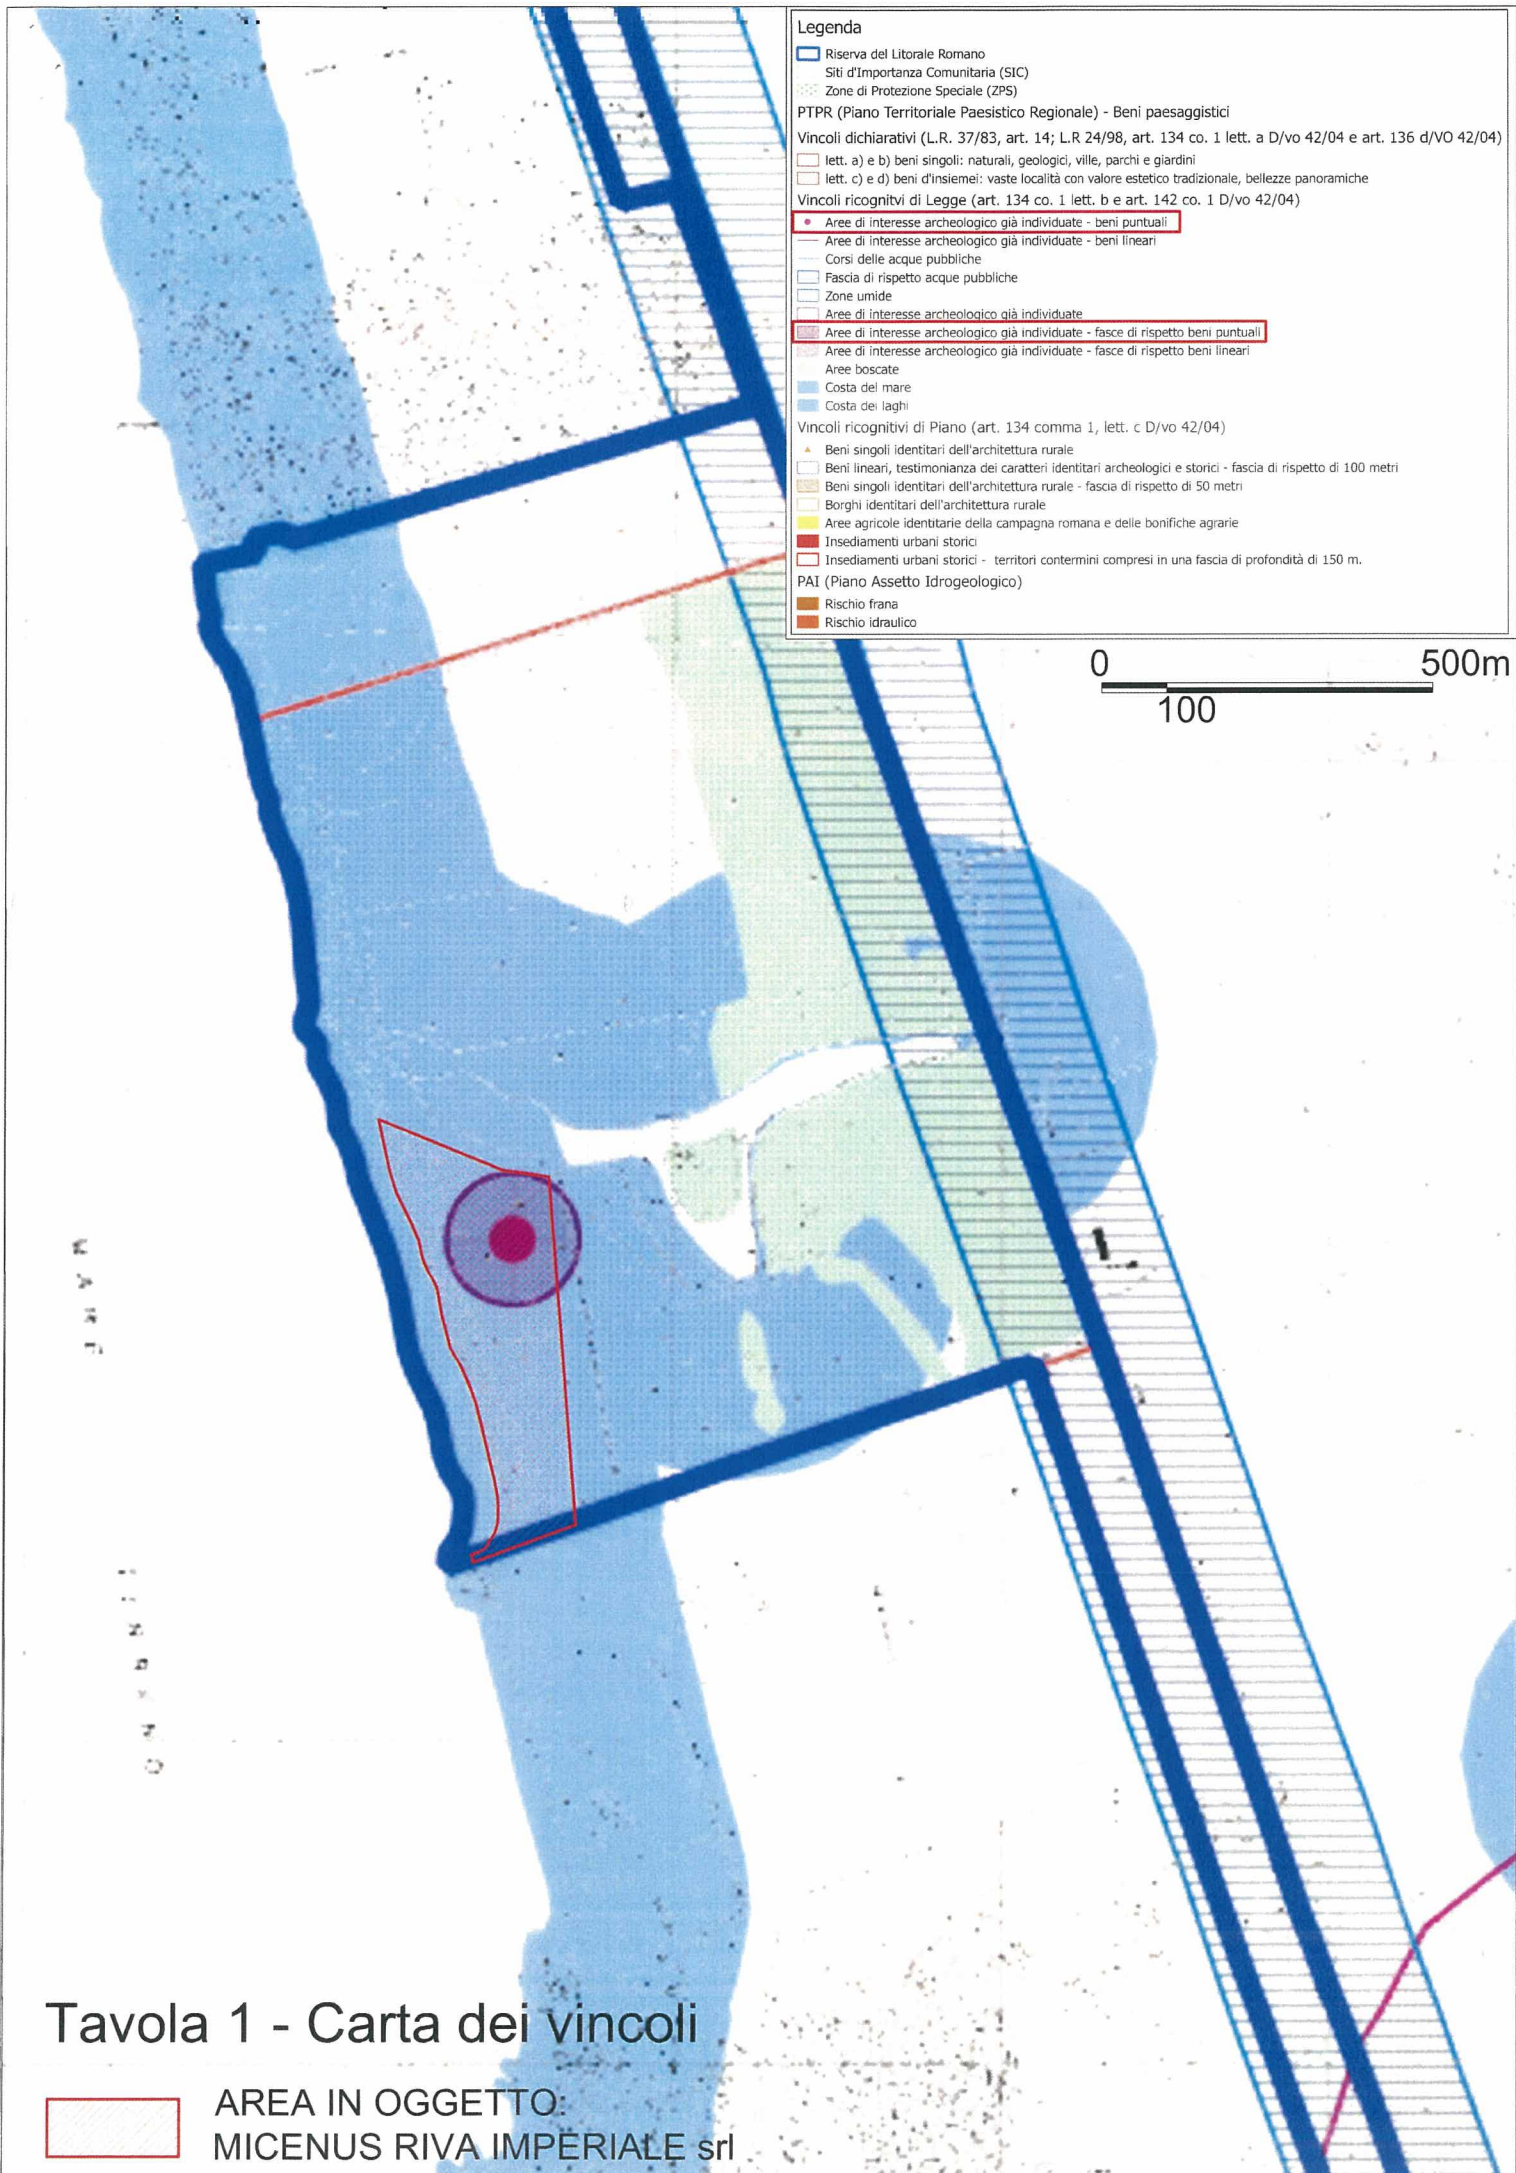 Legenda
Riserva del Litorale Romano
Siti d'Importanza Comunitaria (SIC)
Zone di Protezione Speciale (ZPS)
PTPR (Piano Territoriale Paesistico Regionale) - Beni paesaggistici
Vincoli dichiarativi (L.R. 37/83, art. 14; L.R 24/98, art. 134 co. 1 lett. a D/vo 42/04 e art. 136 d/VO 42/04)
lett. a) e b) beni singoli: naturali, geologici, ville, parchi e giardini
lett. c) e d) beni d'insiemei: vaste località con valore estetico tradizionale, bellezze panoramiche
Vincoli ricognitvi di Legge (art. 134 co. 1 lett. b e art. 142 co. 1 D/vo 42/04)
Aree di interesse archeologico già individuate - beni puntuali
Aree di interesse archeologico già individuate - beni lineari
Corsi delle acque pubbliche
Fascia di rispetto acque pubbliche
Zone umide
Aree di interesse archeologico già individuate
Aree di interesse archeologico già individuate - fasce di rispetto beni puntuali
Aree di interesse archeologico già individuate - fasce di rispetto beni lineari
Aree boscate
Costa del mare
Costa dei laghi
Vincoli ricognitivi di Piano (art. 134 comma 1, lett. c D/vo 42/04)
Beni singoli identitari dell'architettura rurale
Beni lineari, testimonianza dei caratteri identitari archeologici e storici - fascia di rispetto di 100 metri
Beni singoli identitari dell'architettura rurale - fascia di rispetto di 50 metri
Borghi identitari dell'architettura rurale
Aree agricole identitarie della campagna romana e delle bonifiche agrarie
Insediamenti urbani storici
Insediamenti urbani storici - territori contermini compresi in una fascia di profondità di 150 m.
PAI (Piano Assetto Idrogeologico)
Rischio frana
Rischio idraulico
0 500m
100
MARE
Tavola 1 - Carta dei vincoli
AREA IN OGGETTO:
MICENUS RIVA IMPERIALE srl